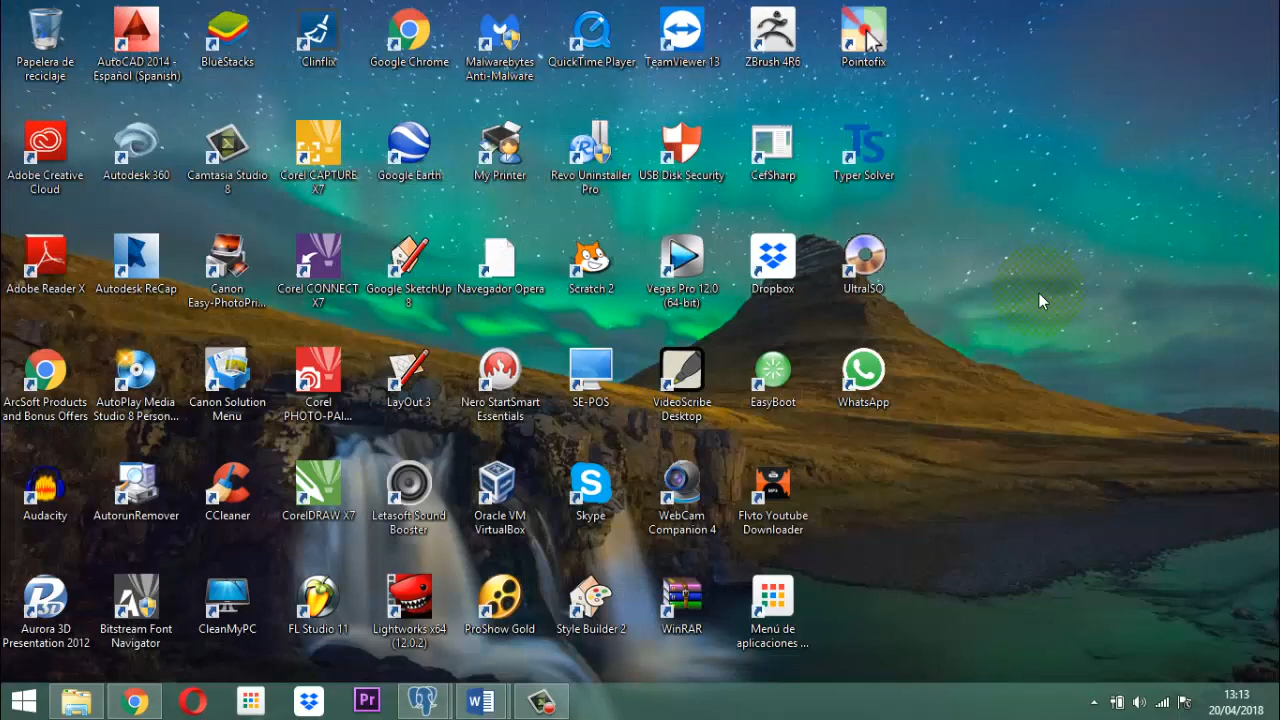 Papelera de
reciclaje
AutoCAD 2014 -
Español (Spanish)
BlueStacks
Clinflix
Google Chrome
Malwarebytes
Anti-Malware
QuickTime Player
TeamViewer 13
ZBrush 4R6
Pointofix
Adobe Creative
Cloud
Autodesk 360
Camtasia Studio
8
Corel CAPTURE
X7
Google Earth
My Printer
Revo Uninstaller
Pro
USB Disk Security
CefSharp
TS
Typer Solver
Adobe Reader X
Autodesk ReCap
Canon
Easy-PhotoPri...
Corel CONNECT
X7
Google SketchUp
8
Navegador Opera
Scratch 2
Vegas Pro 12.0
(64-bit)
Dropbox
UltraISO
ArcSoft Products
and Bonus Offers
AutoPlay Media
Studio 8 Person...
Canon Solution
Menu
Corel
PHOTO-PAI...
LayOut 3
Nero StartSmart
Essentials
SE-POS
VideoScribe
Desktop
EasyBoot
WhatsApp
Audacity
AutorunRemover
CCleaner
CorelDRAW X7
Letasoft Sound
Booster
Oracle VM
VirtualBox
Skype
WebCam
Companion 4
Flvto Youtube
Downloader
Aurora 3D
Presentation 2012
Bitstream Font
Navigator
CleanMyPC
FL Studio 11
Lightworks x64
(12.0.2)
ProShow Gold
Style Builder 2
WinRAR
Menú de
aplicaciones ...
Pr
13:13
20/04/2018